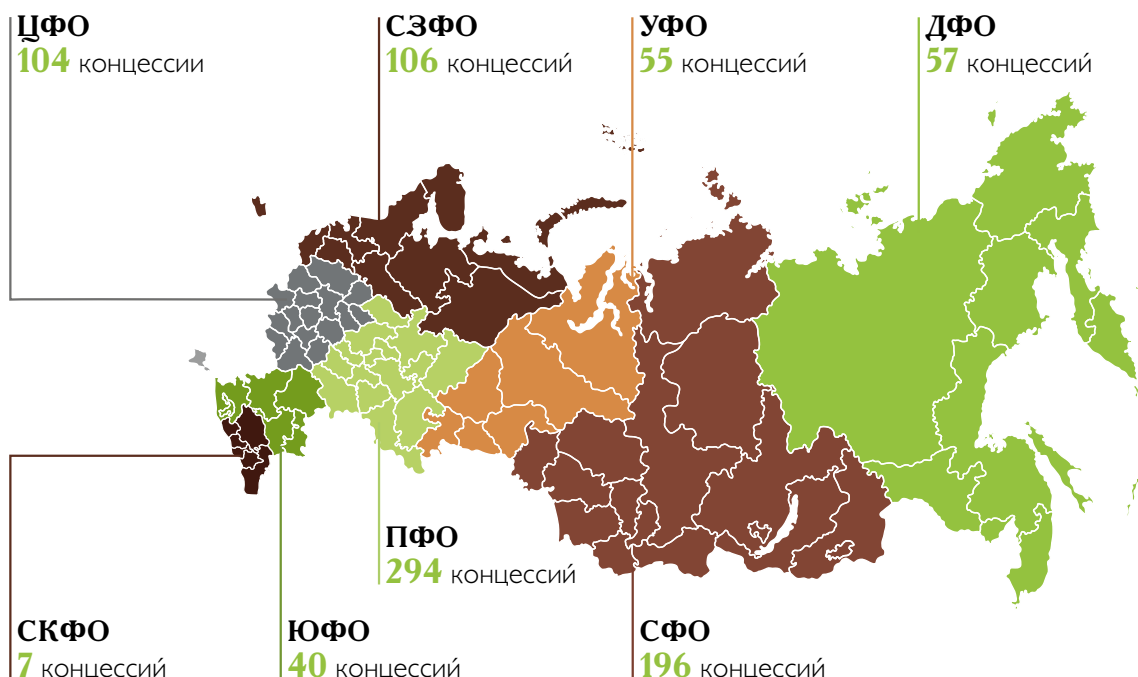 ЦФО
104 концессии
СЗФО
106 концессий
УФО
55 концессий
ДФО
57 концессий
ПФО
294 концессий
СКФО
7 концессий
ЮФО
40 концессий
СФО
196 концессий